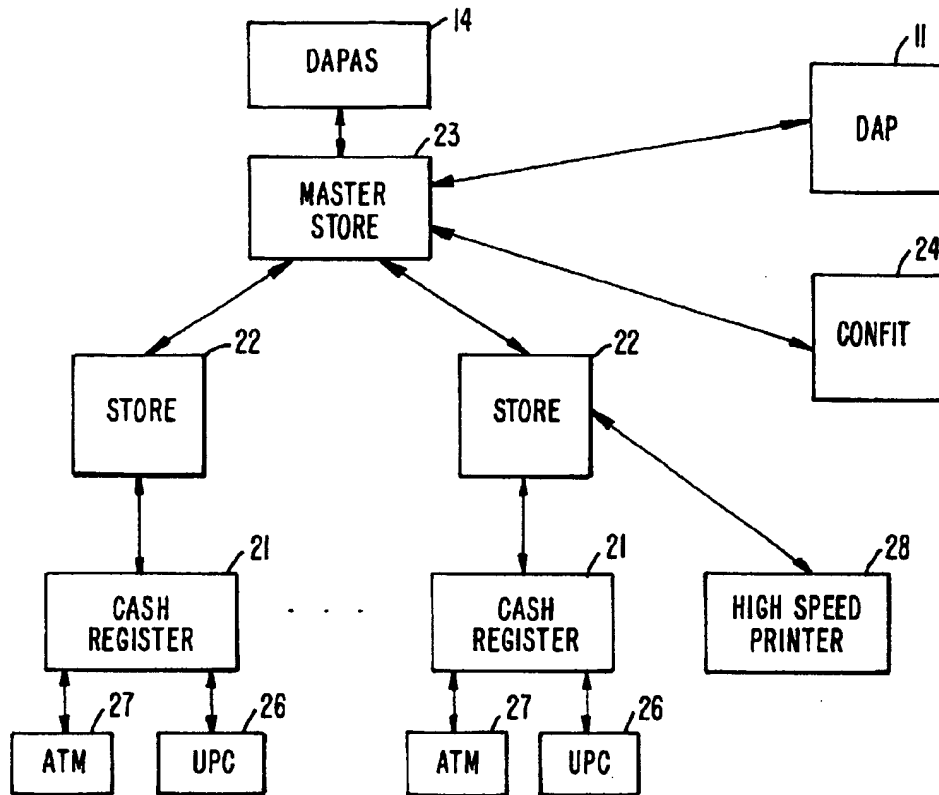 14
DAPAS
11
DAP
23
MASTER
STORE
24
CONFIT
22
STORE
22
STORE
21
CASH
REGISTER
21
CASH
REGISTER
28
HIGH SPEED
PRINTER
27
ATM
26
UPC
27
ATM
26
UPC